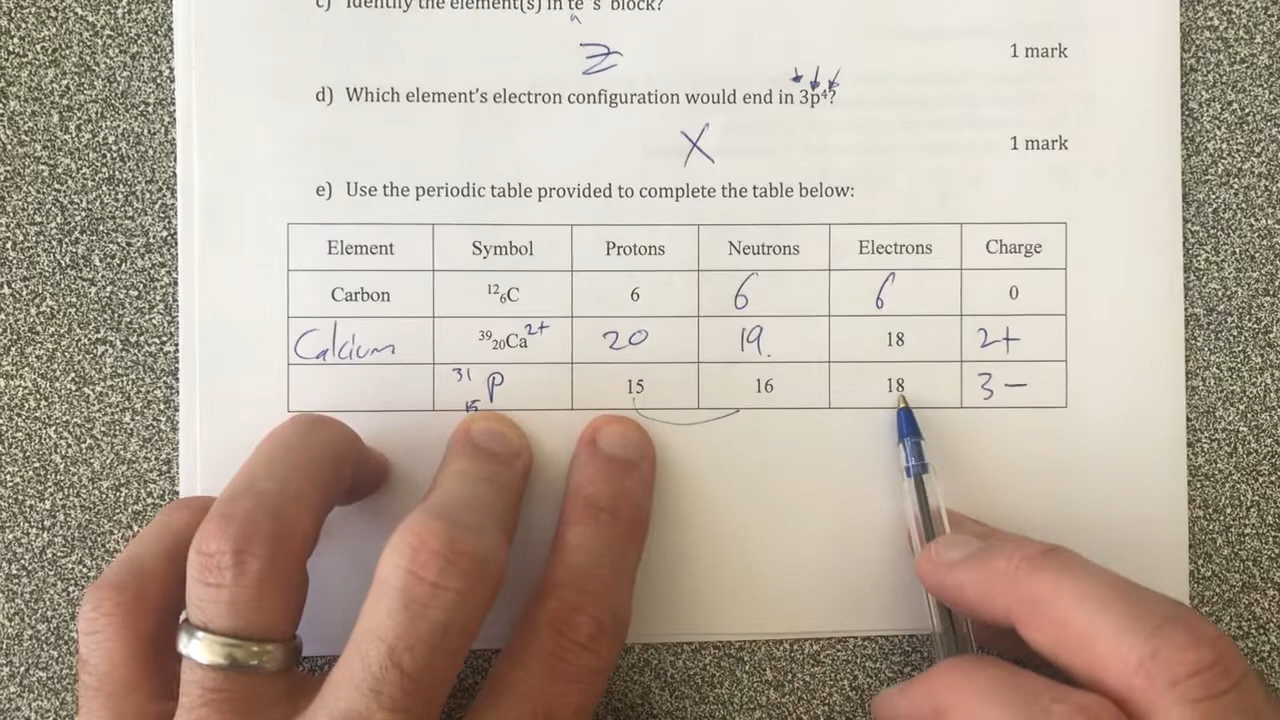 c) Identify the element(s) in te 's' block?
Z
1 mark
d) Which element's electron configuration would end in 3p⁴?
X
1 mark
e) Use the periodic table provided to complete the table below:
Element Symbol Protons Neutrons Electrons Charge
Carbon ¹²₆C 6 6 6 0
Calcium ³⁹₂₀Ca²⁺ 20 19. 18 2+
³¹₁₅P 15 16 18 3-